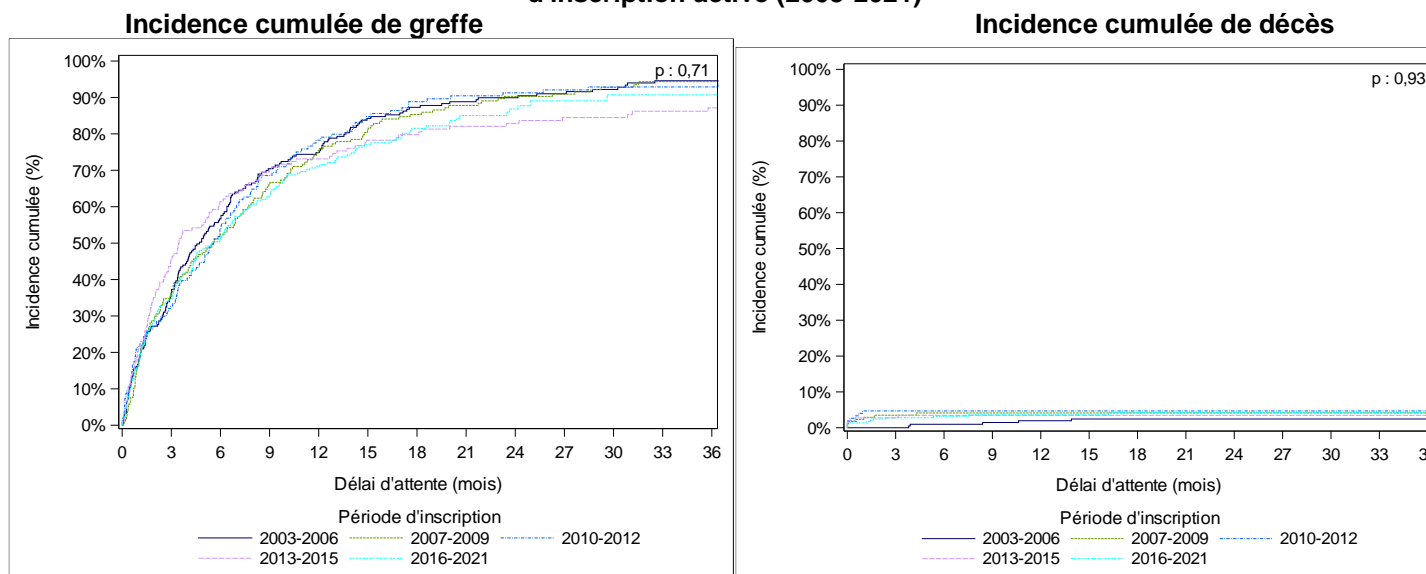 d'inscription active (2003-2021)
Incidence cumulée de greffe
100%
90%
80%
70%
60%
50%
40%
30%
20%
10%
0%
Incidence cumulée (%)
p : 0,71
0 3 6 9 12 15 18 21 24 27 30 33 36
Délai d'attente (mois)
Période d'inscription
2003-2006 2007-2009 2010-2012
2013-2015 2016-2021
Incidence cumulée de décès
100%
90%
80%
70%
60%
50%
40%
30%
20%
10%
0%
Incidence cumulée (%)
p : 0,93
0 3 6 9 12 15 18 21 24 27 30 33
Délai d'attente (mois)
Période d'inscription
2003-2006 2007-2009 2010-2012
2013-2015 2016-2021